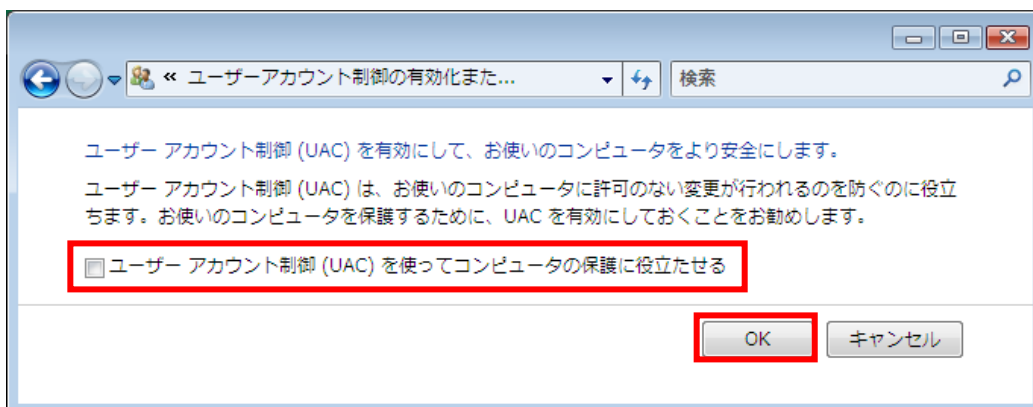 « ユーザーアカウント制御の有効化また...
検索
ユーザー アカウント制御 (UAC) を有効にして、お使いのコンピュータをより安全にします。
ユーザー アカウント制御 (UAC) は、お使いのコンピュータに許可のない変更が行われるのを防ぐのに役立
ちます。お使いのコンピュータを保護するために、UAC を有効にしておくことをお勧めします。
ユーザー アカウント制御 (UAC) を使ってコンピュータの保護に役立たせる
OK
キャンセル